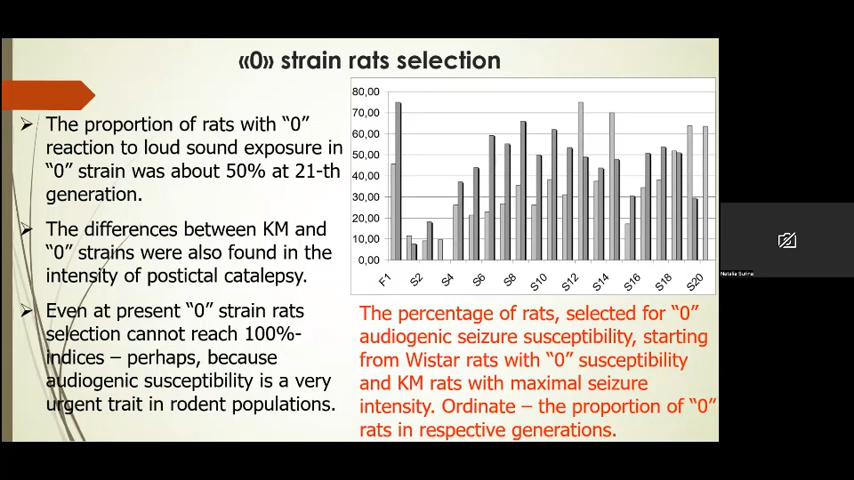 «0» strain rats selection
The proportion of rats with “0”
reaction to loud sound exposure in
“0” strain was about 50% at 21-th
generation.
The differences between KM and
“0” strains were also found in the
intensity of postictal catalepsy.
Even at present “0” strain rats
selection cannot reach 100%-
indices – perhaps, because
audiogenic susceptibility is a very
urgent trait in rodent populations.
80,00
70,00
60,00
50,00
40,00
30,00
20,00
10,00
0,00
F1
S2
S4
S6
S8
S10
S12
S14
S16
S18
S20
The percentage of rats, selected for “0”
audiogenic seizure susceptibility, starting
from Wistar rats with “0” susceptibility
and KM rats with maximal seizure
intensity. Ordinate – the proportion of “0”
rats in respective generations.
Natalia Surina